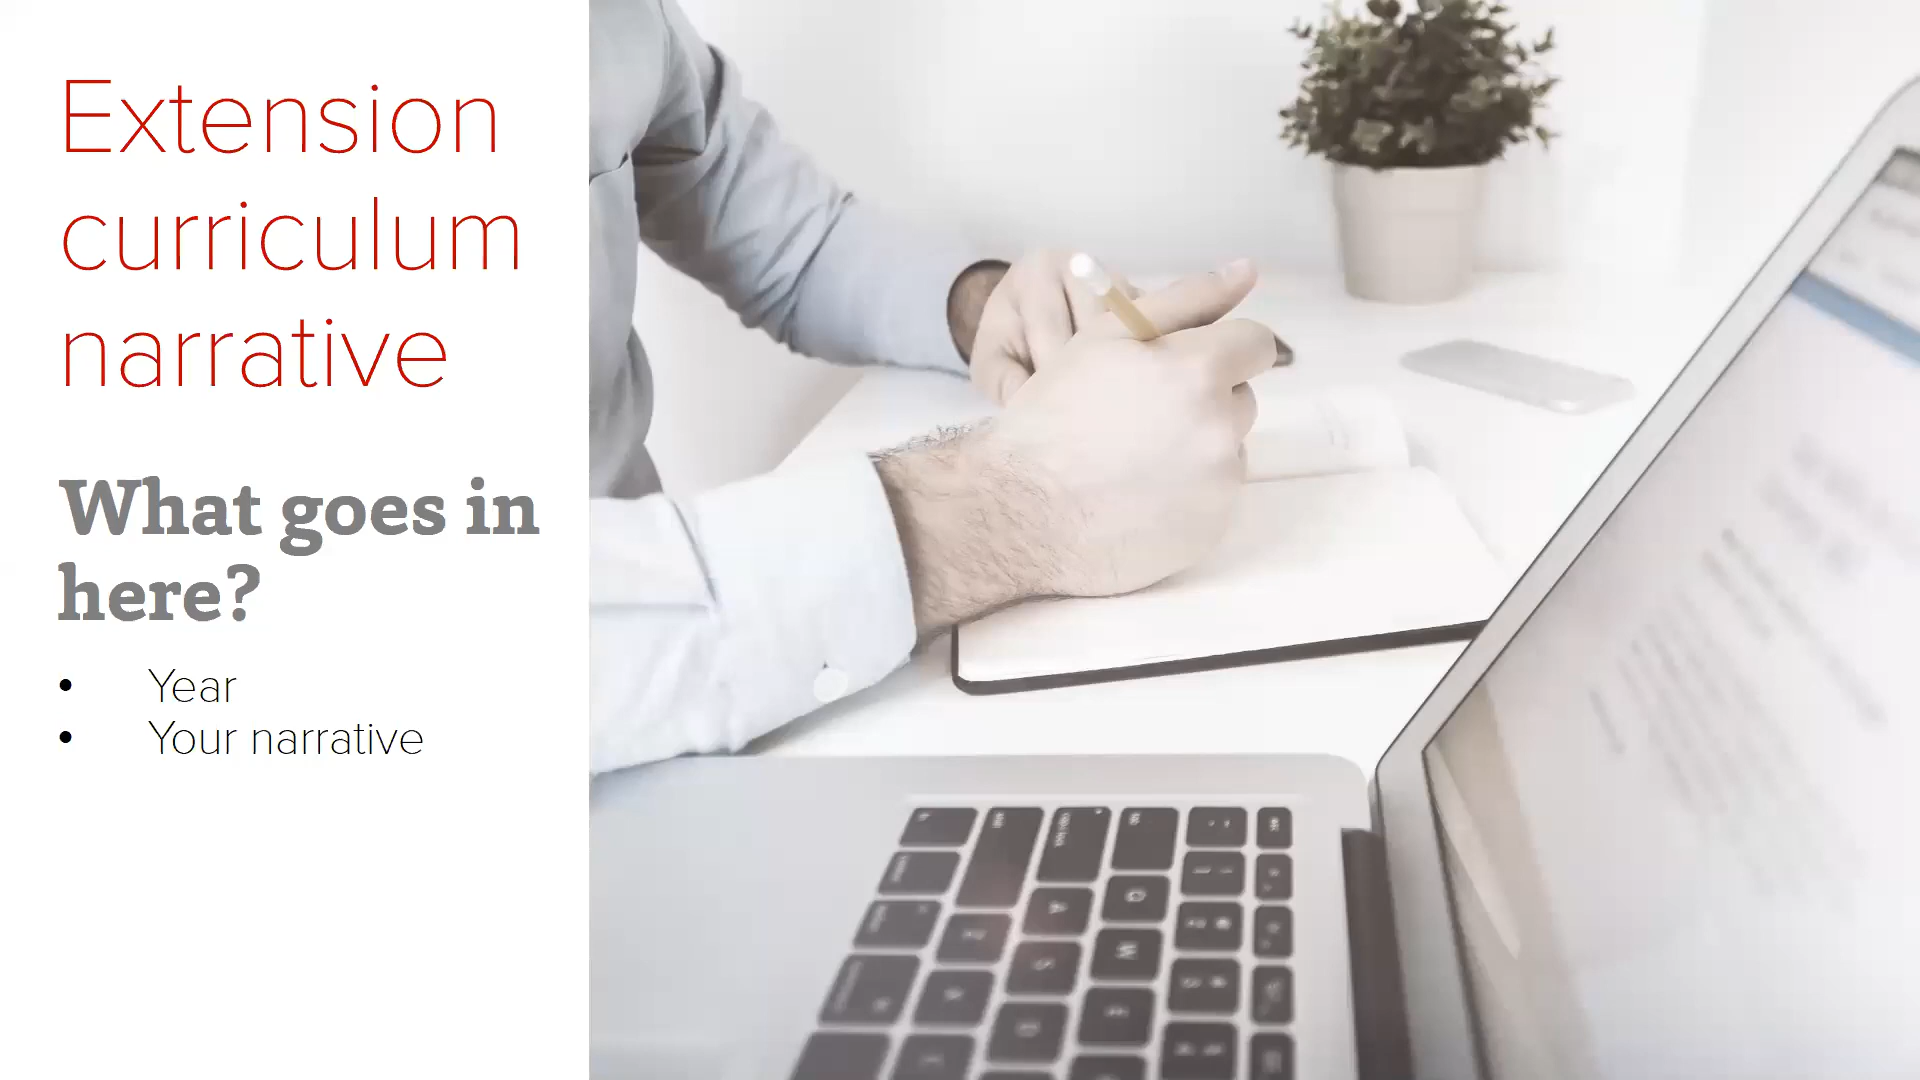 Extension
curriculum
narrative
What goes in
here?
• Year
• Your narrative